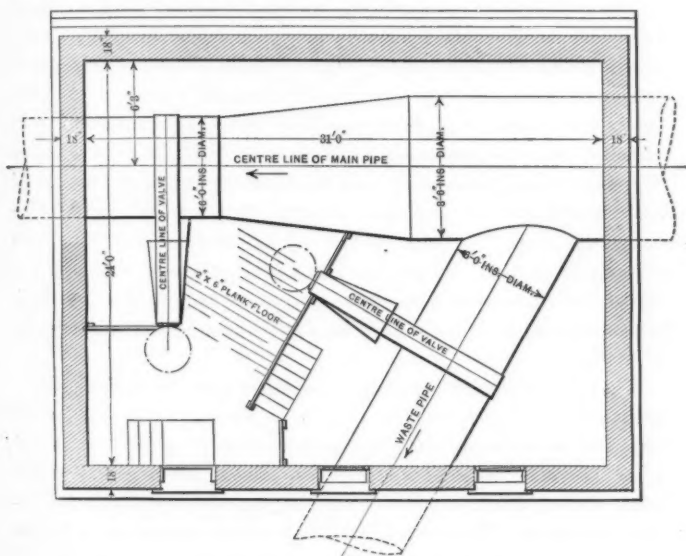 18"
6'3"
18"
31'0"
18"
CENTRE LINE OF MAIN PIPE
6'0 INS. DIAM.
8'6 INS DIAM.
CENTRE LINE OF VALVE
24'0"
2" X 6" PLANK FLOOR
6'0" INS. DIAM.
CENTRE LINE OF VALVE
WASTE PIPE
18"